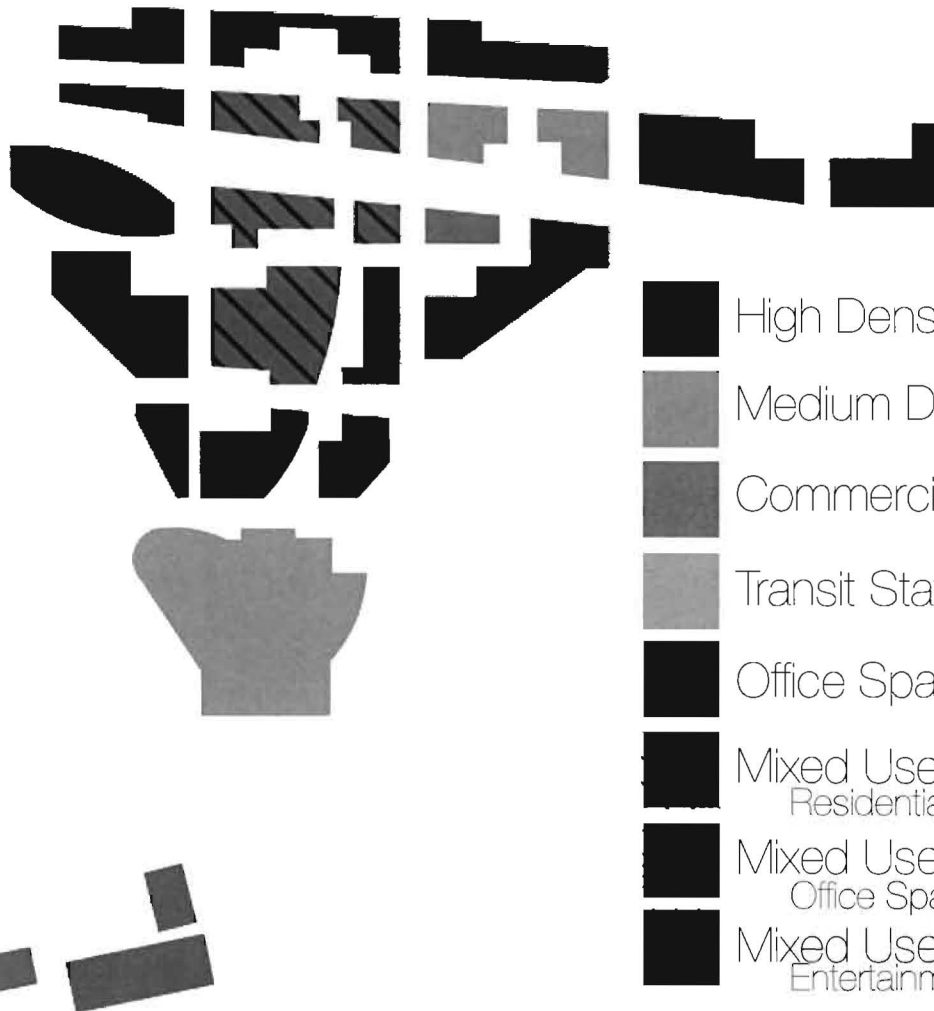 High Dens
Medium D
Commerci
Transit Sta
Office Spa
Mixed Use
Residentia
Mixed Use
Office Spa
Mixed Use
Entertainm